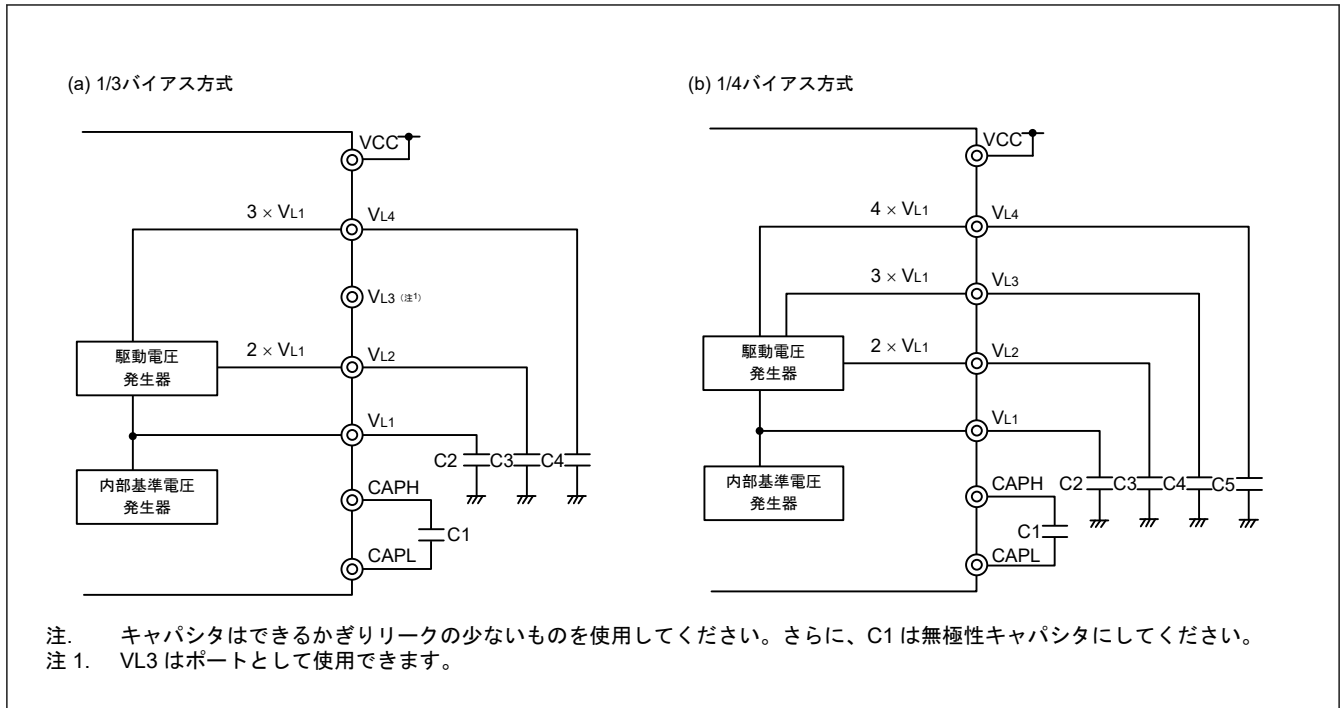 (a) 1/3バイアス方式
VCC
3 × VL1
VL4
VL3 (注1)
駆動電圧
発生器
2 × VL1
VL2
VL1
C2
C3
C4
内部基準電圧
発生器
CAPH
C1
CAPL
(b) 1/4バイアス方式
VCC
4 × VL1
VL4
3 × VL1
VL3
駆動電圧
発生器
2 × VL1
VL2
VL1
内部基準電圧
発生器
CAPH
C2
C3
C4
C5
C1
CAPL
注. キャパシタはできるかぎりリークの少ないものを使用してください。さらに、C1 は無極性キャパシタにしてください。
注 1. VL3 はポートとして使用できます。